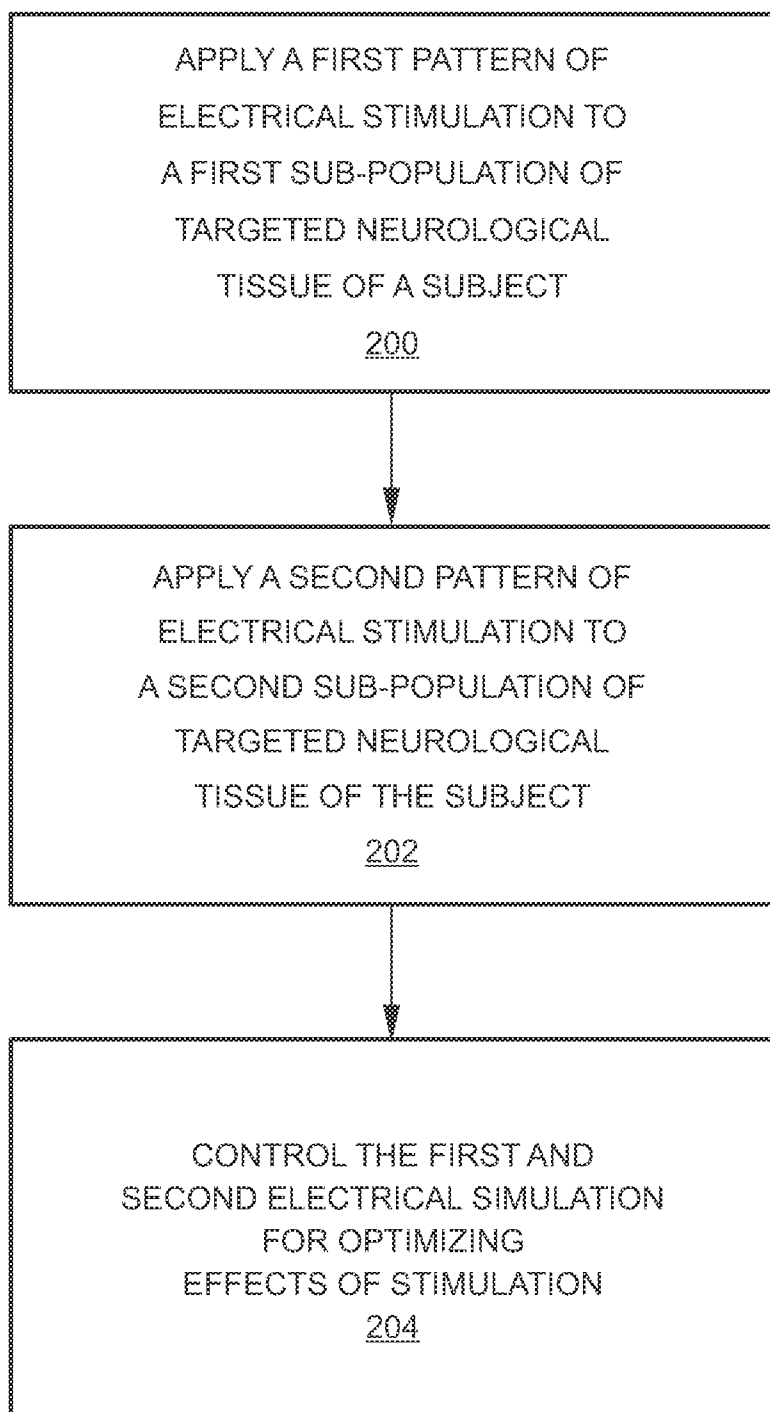 APPLY A FIRST PATTERN OF
ELECTRICAL STIMULATION TO
A FIRST SUB-POPULATION OF
TARGETED NEUROLOGICAL
TISSUE OF A SUBJECT
200
APPLY A SECOND PATTERN OF
ELECTRICAL STIMULATION TO
A SECOND SUB-POPULATION OF
TARGETED NEUROLOGICAL
TISSUE OF THE SUBJECT
202
CONTROL THE FIRST AND
SECOND ELECTRICAL SIMULATION
FOR OPTIMIZING
EFFECTS OF STIMULATION
204